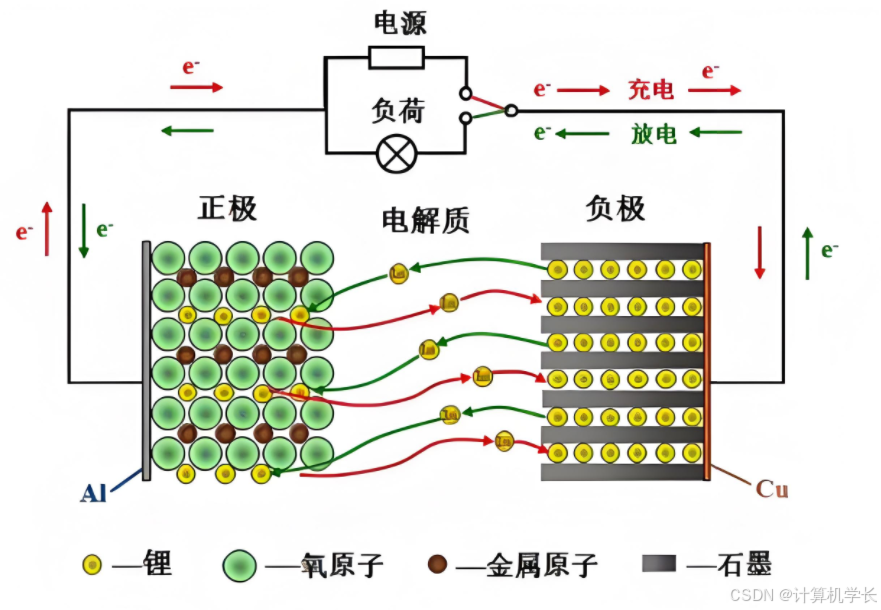 电源
e⁻
e⁻ 充电 e⁻
负荷
e⁻ 放电
正极 电解质 负极
e⁻ e⁻ e⁻
Al
Cu
—锂 —氧原子 —金属原子 —石墨
CSDN @计算机学长